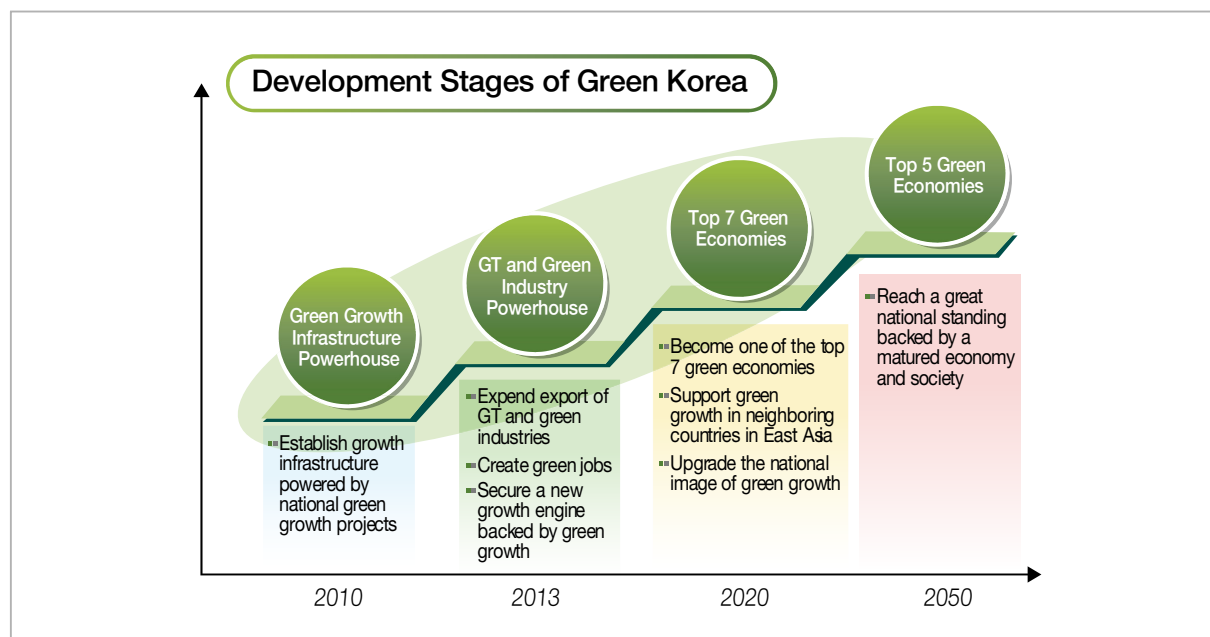 Development Stages of Green Korea
Green Growth
Infrastructure
Powerhouse
GT and Green
Industry
Powerhouse
Top 7 Green
Economies
Top 5 Green
Economies
Establish growth
infrastructure
powered by
national green
growth projects
Expend export of
GT and green
industries
Create green jobs
Secure a new
growth engine
backed by green
growth
Become one of the top
7 green economies
Support green
growth in neighboring
countries in East Asia
Upgrade the national
image of green growth
Reach a great
national standing
backed by a
matured economy
and society
2010
2013
2020
2050